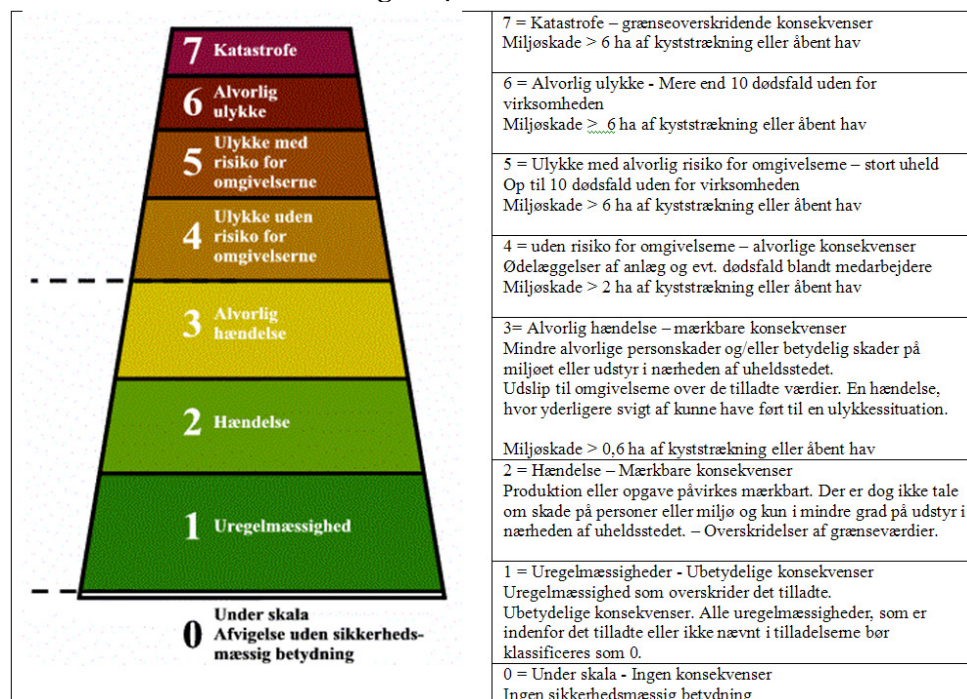 7 Katastrofe
6 Alvorlig
ulykke
5 Ulykke med
risiko for
omgivelserne
4 Ulykke uden
risiko for
omgivelserne
3 Alvorlig
hændelse
2 Hændelse
1 Uregelmæssighed
0 Under skala
Afvigelse uden sikkerheds-
mæssig betydning
7 = Katastrofe – grænseoverskridende konsekvenser
Miljøskade > 6 ha af kyststrækning eller åbent hav
6 = Alvorlig ulykke - Mere end 10 dødsfald uden for
virksomheden
Miljøskade > 6 ha af kyststrækning eller åbent hav
5 = Ulykke med alvorlig risiko for omgivelserne – stort uheld
Op til 10 dødsfald uden for virksomheden
Miljøskade > 6 ha af kyststrækning eller åbent hav
4 = uden risiko for omgivelserne – alvorlige konsekvenser
Ødelæggelser af anlæg og evt. dødsfald blandt medarbejdere
Miljøskade > 2 ha af kyststrækning eller åbent hav
3= Alvorlig hændelse – mærkbare konsekvenser
Mindre alvorlige personskader og/eller betydelig skader på
miljøet eller udstyr i nærheden af uheldsstedet.
Udslip til omgivelserne over de tilladte værdier. En hændelse,
hvor yderligere svigt af kunne have ført til en ulykkessituation.
Miljøskade > 0,6 ha af kyststrækning eller åbent hav
2 = Hændelse – Mærkbare konsekvenser
Produktion eller opgave påvirkes mærkbart. Der er dog ikke tale
om skade på personer eller miljø og kun i mindre grad på udstyr i
nærheden af uheldsstedet. – Overskridelser af grænseværdier.
1 = Uregelmæssigheder - Ubetydelige konsekvenser
Uregelmæssighed som overskrider det tilladte.
Ubetydelige konsekvenser. Alle uregelmæssigheder, som er
indenfor det tilladte eller ikke nævnt i tilladelserne bør
klassificeres som 0.
0 = Under skala - Ingen konsekvenser
Ingen sikkerhedsmæssig betydning